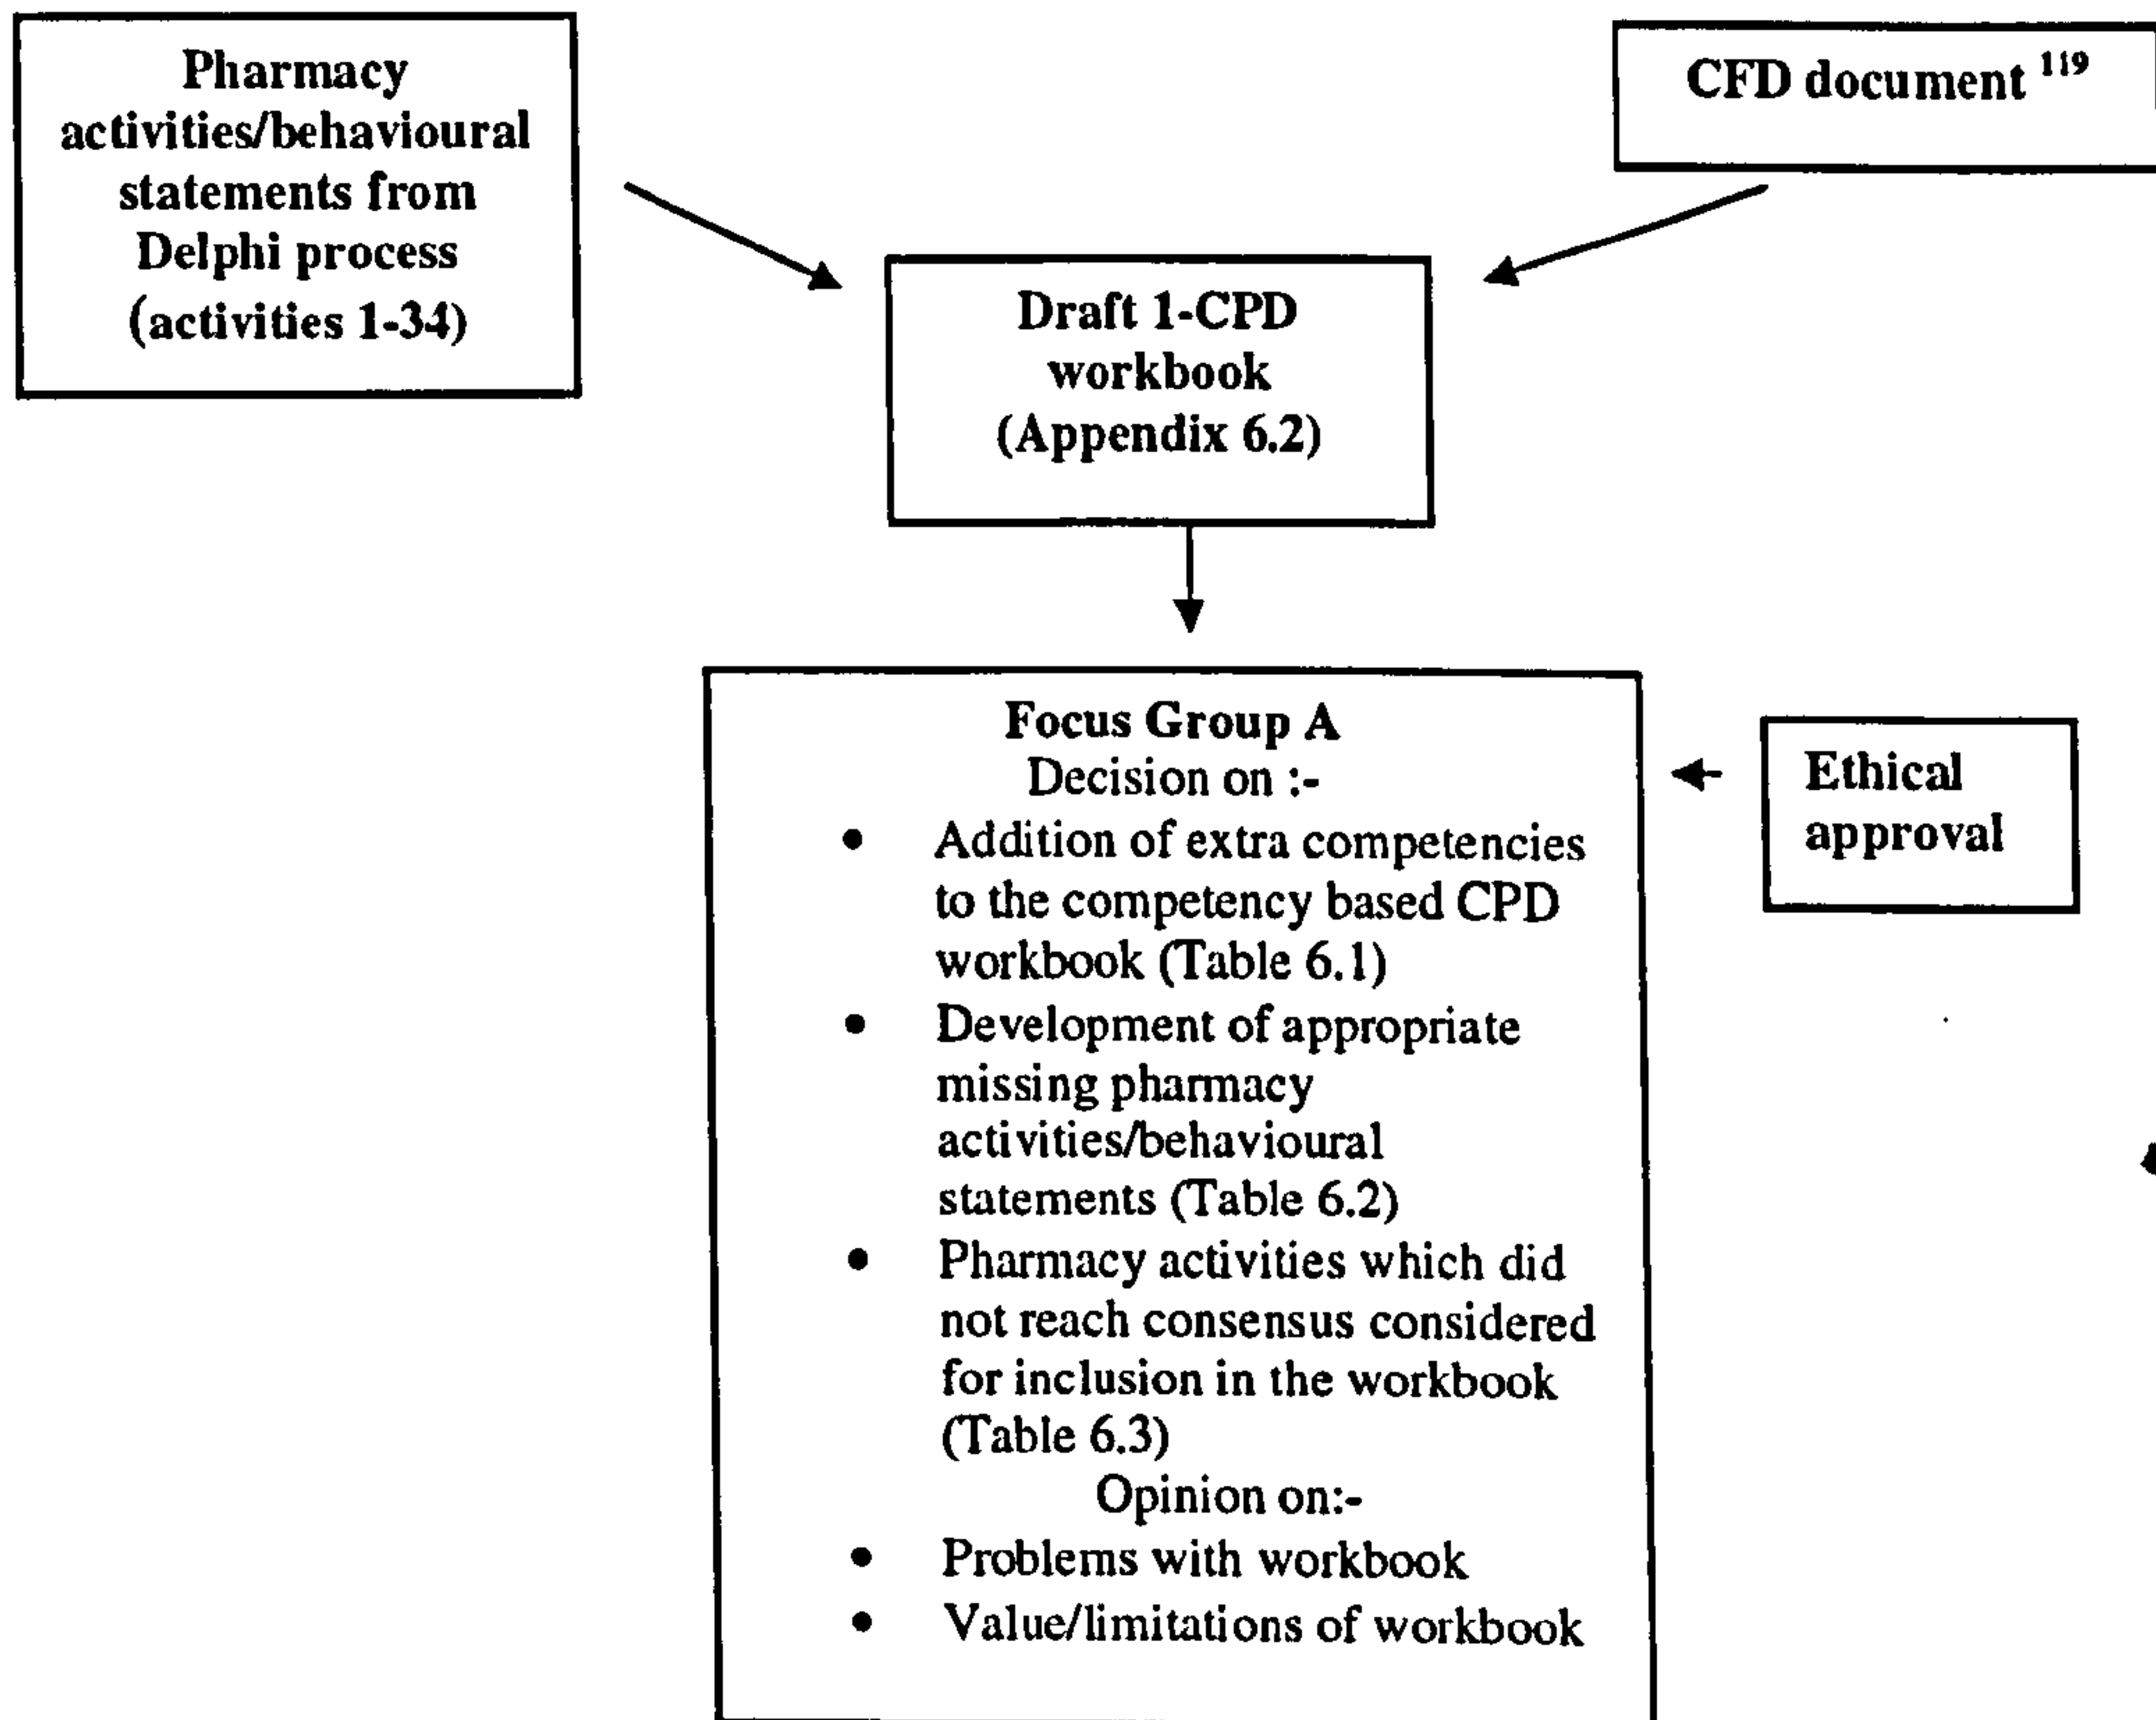 Pharmacy
activities/behavioural
statements from
Delphi process
(activities 1-34)
CFD document 119
Draft 1-CPD
workbook
(Appendix 6.2)
Focus Group A
Decision on :-
• Addition of extra competencies
to the competency based CPD
workbook (Table 6.1)
• Development of appropriate
missing pharmacy
activities/behavioural
statements (Table 6.2)
• Pharmacy activities which did
not reach consensus considered
for inclusion in the workbook
(Table 6.3)
Opinion on:-
• Problems with workbook
• Value/limitations of workbook
Ethical
approval